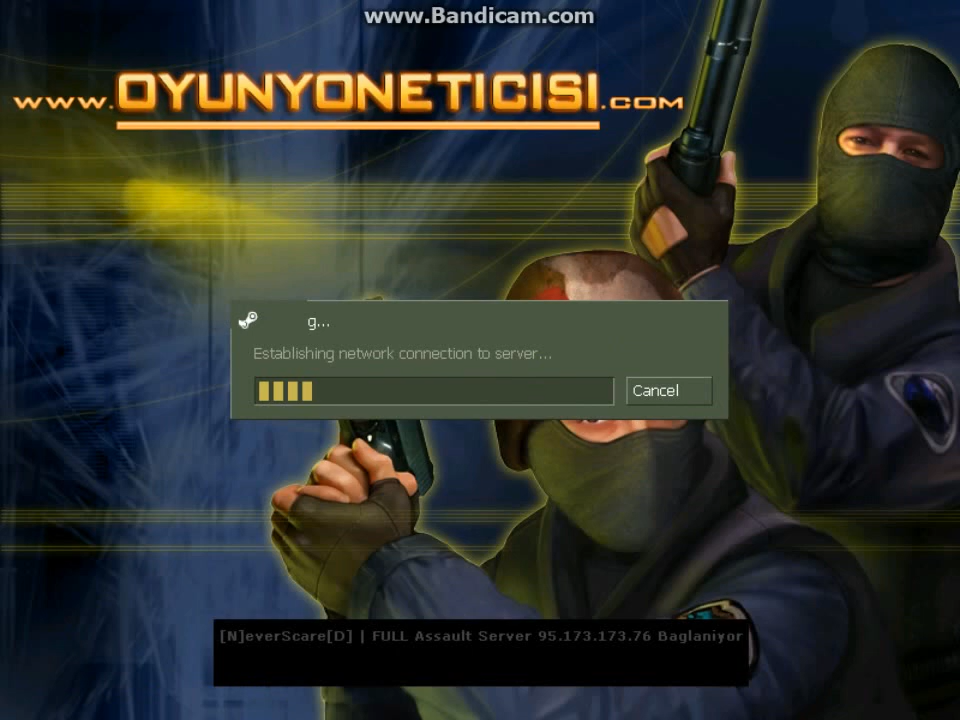 www.Bandicam.com
www.OYUNYONETICISI.com
g...
Establishing network connection to server...
Cancel
[N]everScare[D] | FULL Assault Server 95.173.173.76 Baglaniyor